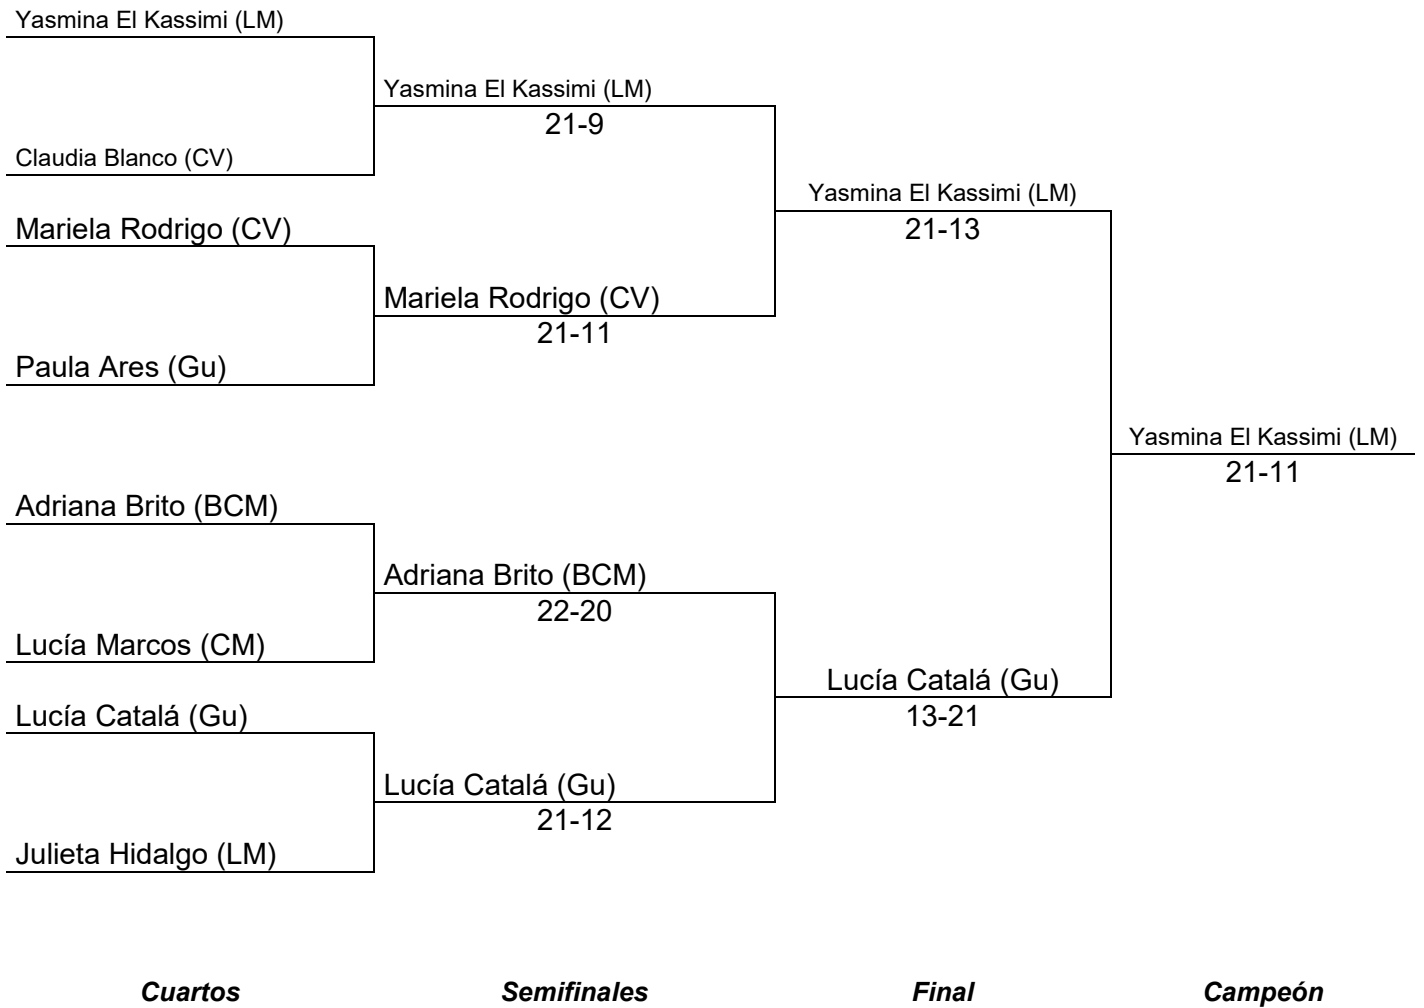 Yasmina El Kassimi (LM)
Yasmina El Kassimi (LM)
21-9
Claudia Blanco (CV)
Yasmina El Kassimi (LM)
Mariela Rodrigo (CV)
21-13
Mariela Rodrigo (CV)
21-11
Paula Ares (Gu)
Yasmina El Kassimi (LM)
21-11
Adriana Brito (BCM)
Adriana Brito (BCM)
22-20
Lucía Marcos (CM)
Lucía Catalá (Gu)
Lucía Catalá (Gu)
13-21
Lucía Catalá (Gu)
21-12
Julieta Hidalgo (LM)
Cuartos Semifinales Final Campeón